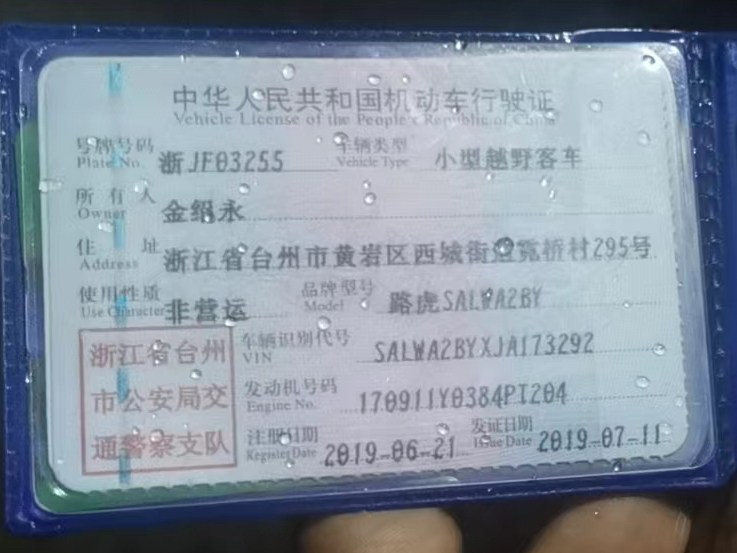 中华人民共和国机动车行驶证
Vehicle License of the People's Republic of China
号牌号码 浙JF03255 车辆类型 小型越野客车
Plate No. Vehicle Type
所有人 金绢永
Owner
住址 浙江省台州市黄岩区西城街道霓桥村295号
Address
使用性质 非营运 品牌型号 路虎SALWA2BY
Use Character Model
浙江省台州 车辆识别代号 SALWA2BYXJA173292
VIN
市公安局交 发动机号码 170911Y0384PT204
Engine No.
通警察支队 注册日期 2019-06-21 发证日期 2019-07-11
Register Date Issue Date